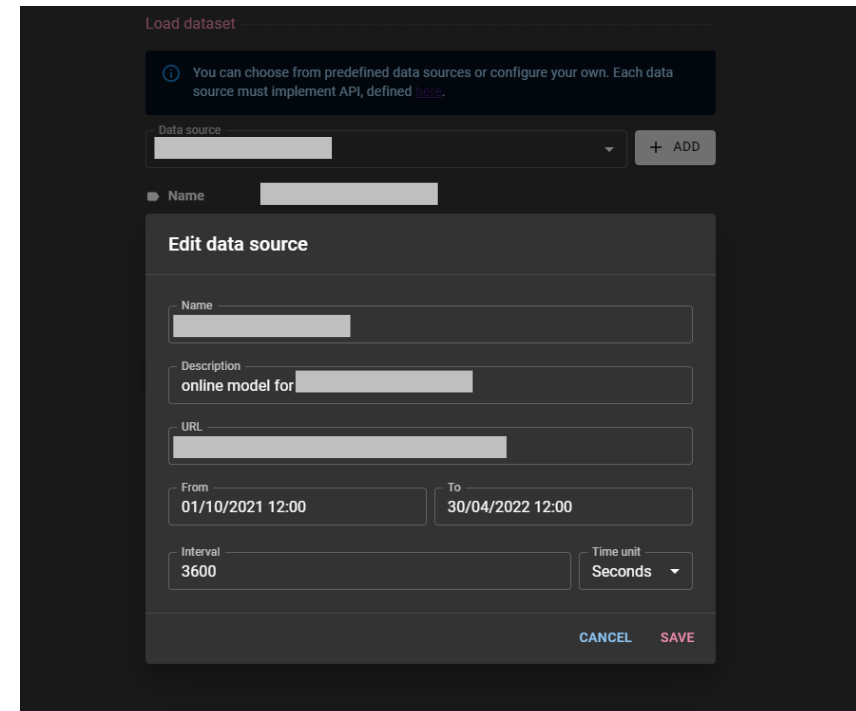 Load dataset
You can choose from predefined data sources or configure your own. Each data
source must implement API, defined here.
Data source
+ ADD
Name
Edit data source
Name
Description
online model for
URL
From
01/10/2021 12:00
To
30/04/2022 12:00
Interval
3600
Time unit
Seconds
CANCEL
SAVE